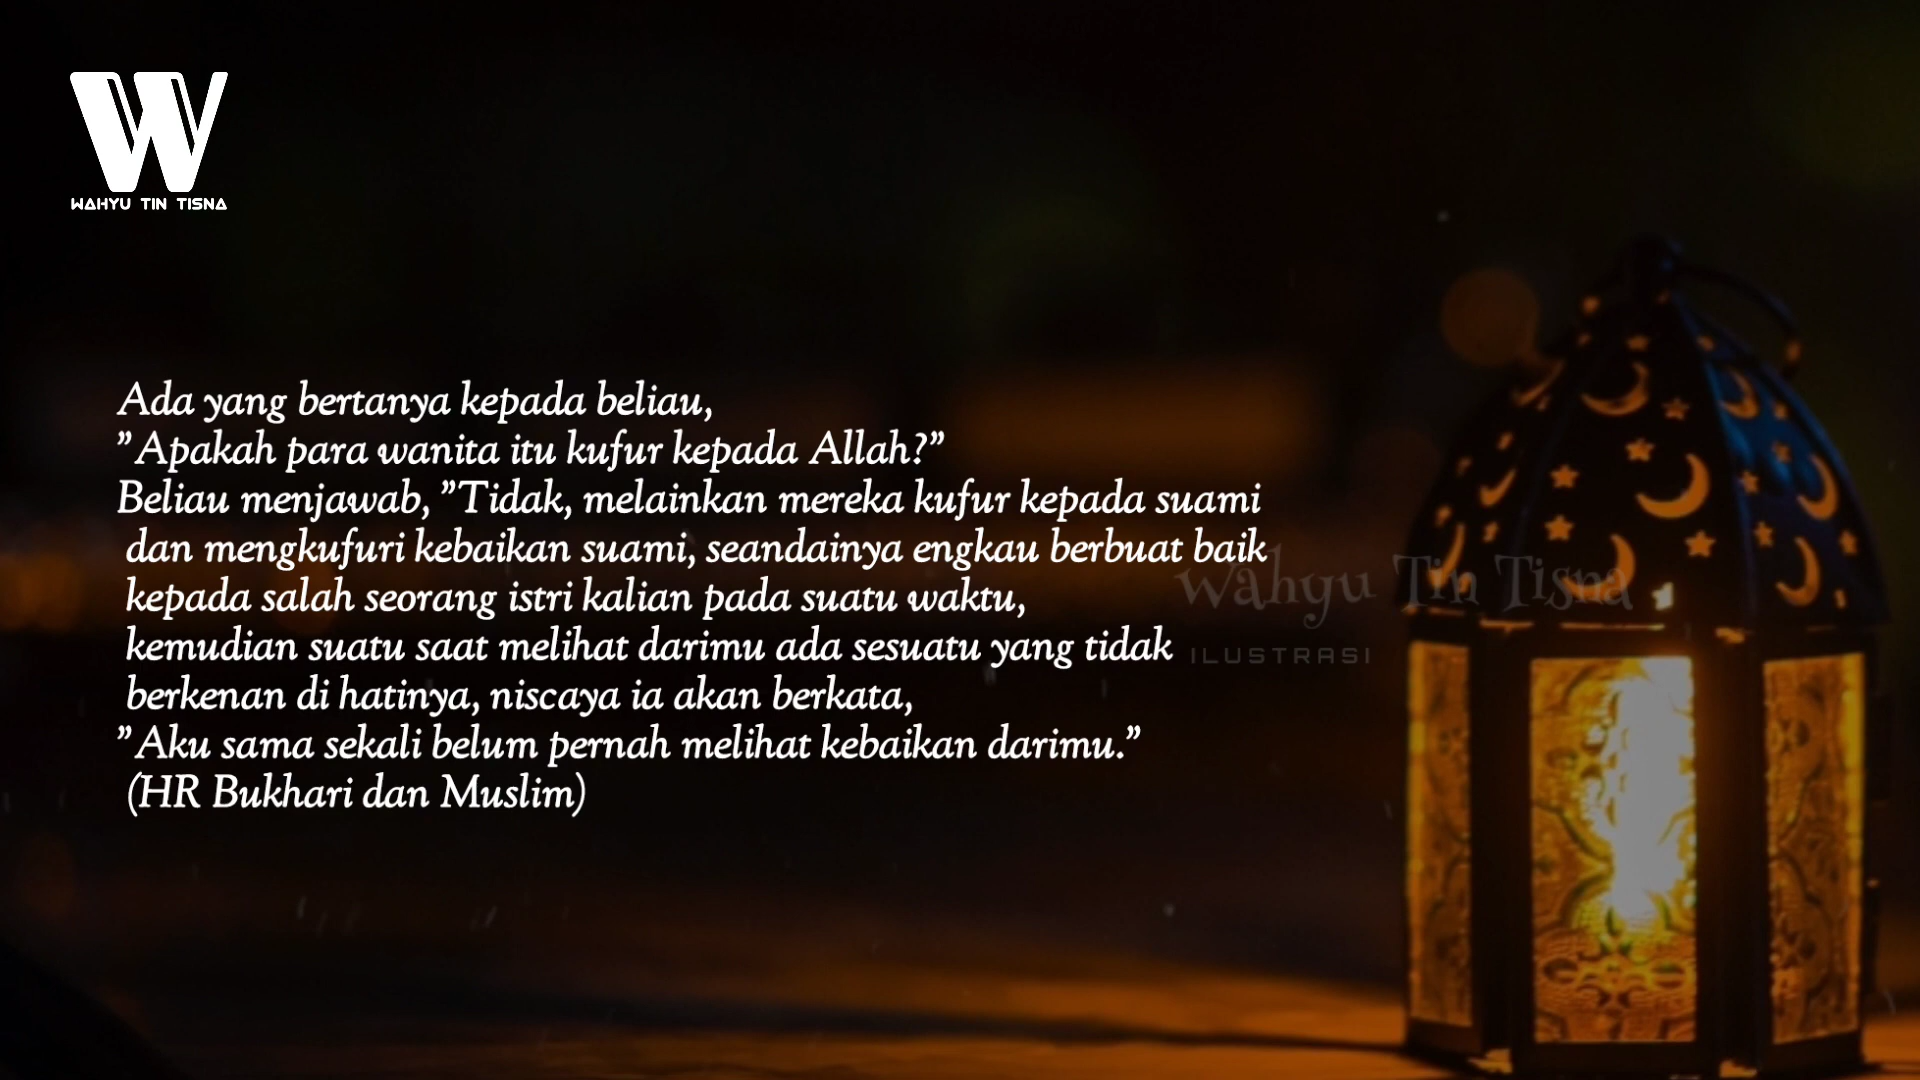 W
WAHYU TIN TISNA
Ada yang bertanya kepada beliau,
”Apakah para wanita itu kufur kepada Allah?”
Beliau menjawab, ”Tidak, melainkan mereka kufur kepada suami
dan mengkufuri kebaikan suami, seandainya engkau berbuat baik
kepada salah seorang istri kalian pada suatu waktu,
kemudian suatu saat melihat darimu ada sesuatu yang tidak
berkenan di hatinya, niscaya ia akan berkata,
”Aku sama sekali belum pernah melihat kebaikan darimu.”
(HR Bukhari dan Muslim)
Wahyu Tin Tisna
ILUSTRASI